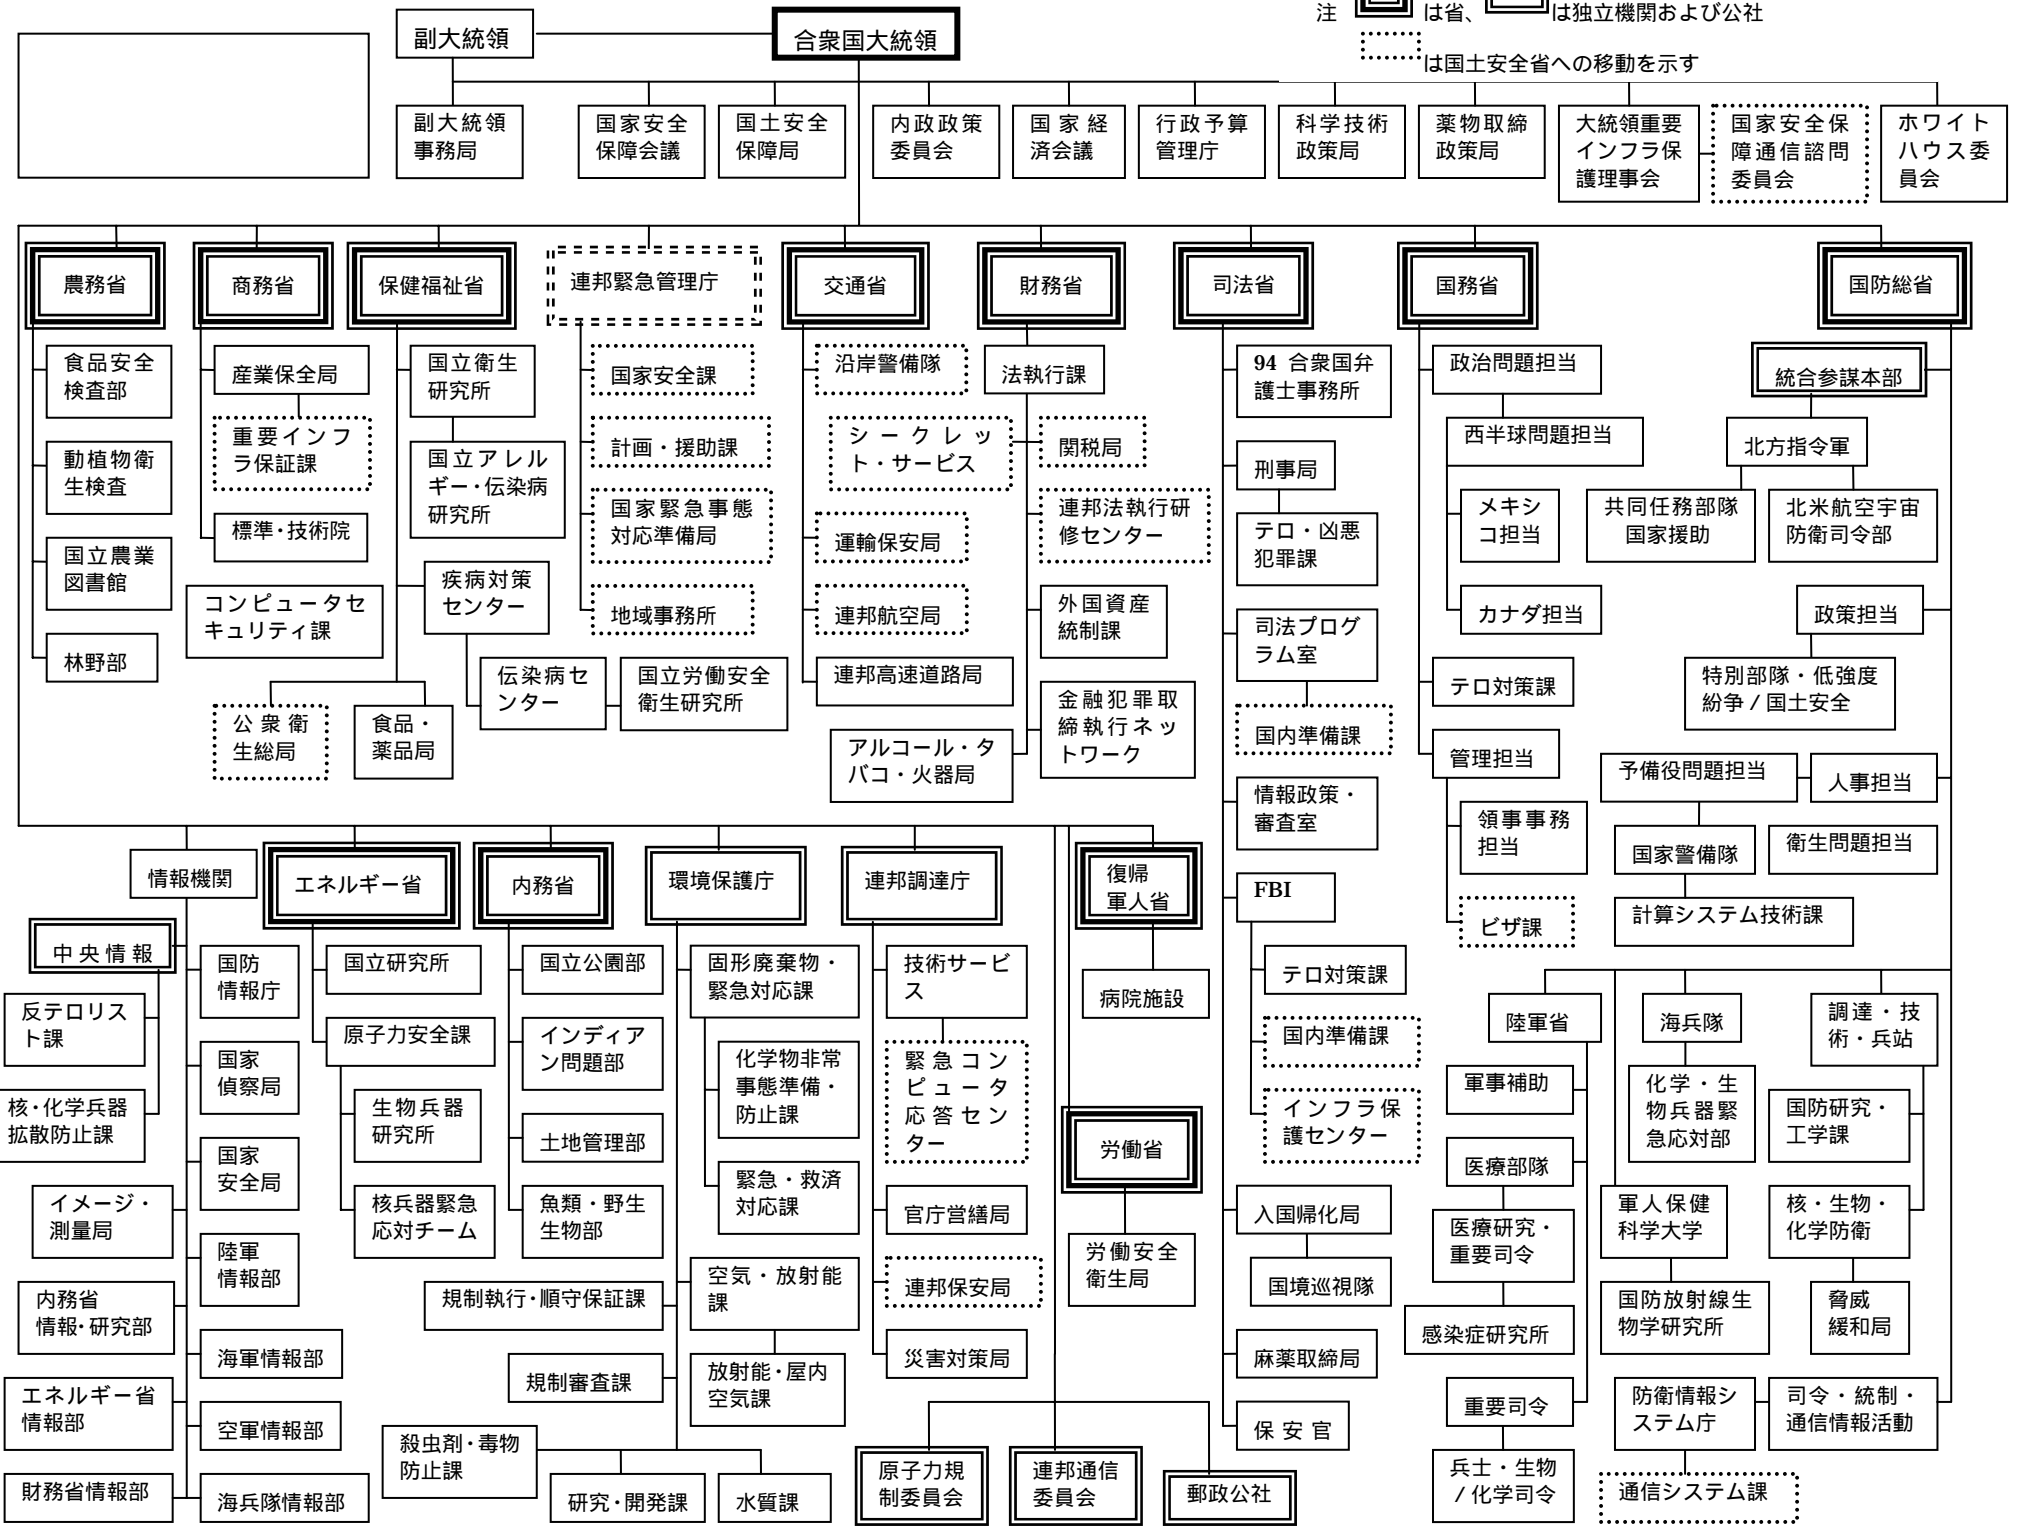 注 は省、 は独立機関および公社
は国土安全省への移動を示す
副大統領
合衆国大統領
副大統領
事務局
国家安全
保障会議
国土安全
保障局
内政政策
委員会
国家経
済会議
行政予算
管理庁
科学技術
政策局
薬物取締
政策局
大統領重要
インフラ保
護理事会
国家安全保
障通信諮問
委員会
ホワイト
ハウス委
員会
農務省
商務省
保健福祉省
連邦緊急管理庁
交通省
財務省
司法省
国務省
国防総省
食品安全
検査部
動植物衛
生検査
国立農業
図書館
林野部
産業保全局
重要インフ
ラ保証課
標準・技術院
コンピュータセ
キュリティ課
国立衛生
研究所
国立アレル
ギー・伝染病
研究所
疾病対策
センター
伝染病セ
ンター
国立労働安全
衛生研究所
公衆衛
生総局
食品・
薬品局
国家安全課
計画・援助課
国家緊急事態
対応準備局
地域事務所
沿岸警備隊
シークレッ
ト・サービス
運輸保安局
連邦航空局
連邦高速道路局
アルコール・タ
バコ・火器局
法執行課
関税局
連邦法執行研
修センター
外国資産
統制課
金融犯罪取
締執行ネッ
トワーク
94 合衆国弁
護士事務所
刑事局
テロ・凶悪
犯罪課
司法プログ
ラム室
国内準備課
情報政策・
審査室
FBI
テロ対策課
国内準備課
インフラ保
護センター
入国帰化局
国境巡視隊
麻薬取締局
保安官
政治問題担当
西半球問題担当
メキシ
コ担当
カナダ担当
テロ対策課
管理担当
領事事務
担当
ビザ課
統合参謀本部
北方指令軍
共同任務部隊
国家援助
北米航空宇宙
防衛司令部
政策担当
特別部隊・低強度
紛争/国土安全
予備役問題担当
人事担当
国家警備隊
衛生問題担当
計算システム技術課
陸軍省
海兵隊
調達・技
術・兵站
軍事補助
化学・生
物兵器緊
急応対部
国防研究・
工学課
医療部隊
医療研究・
重要司令
軍人保健
科学大学
核・生物・
化学防衛
感染症研究所
国防放射線生
物学研究所
脅威
緩和局
重要司令
防衛情報シ
ステム庁
司令・統制・
通信情報活動
兵士・生物
/化学司令
通信システム課
情報機関
エネルギー省
内務省
環境保護庁
連邦調達庁
復帰
軍人省
中央情報
反テロリス
ト課
核・化学兵器
拡散防止課
イメージ・
測量局
内務省
情報・研究部
エネルギー省
情報部
財務省情報部
国防
情報庁
国家
偵察局
国家
安全局
陸軍
情報部
海軍情報部
空軍情報部
海兵隊情報部
国立研究所
原子力安全課
生物兵器
研究所
核兵器緊急
応対チーム
国立公園部
インディア
ン問題部
土地管理部
魚類・野生
生物部
固形廃棄物・
緊急対応課
化学物非常
事態準備・
防止課
緊急・救済
対応課
空気・放射能
課
放射能・屋内
空気課
規制執行・順守保証課
規制審査課
殺虫剤・毒物
防止課
研究・開発課
水質課
技術サービ
ス
緊急コン
ピュータ
応答セン
ター
官庁営繕局
連邦保安局
災害対策局
病院施設
労働省
労働安全
衛生局
原子力規
制委員会
連邦通信
委員会
郵政公社